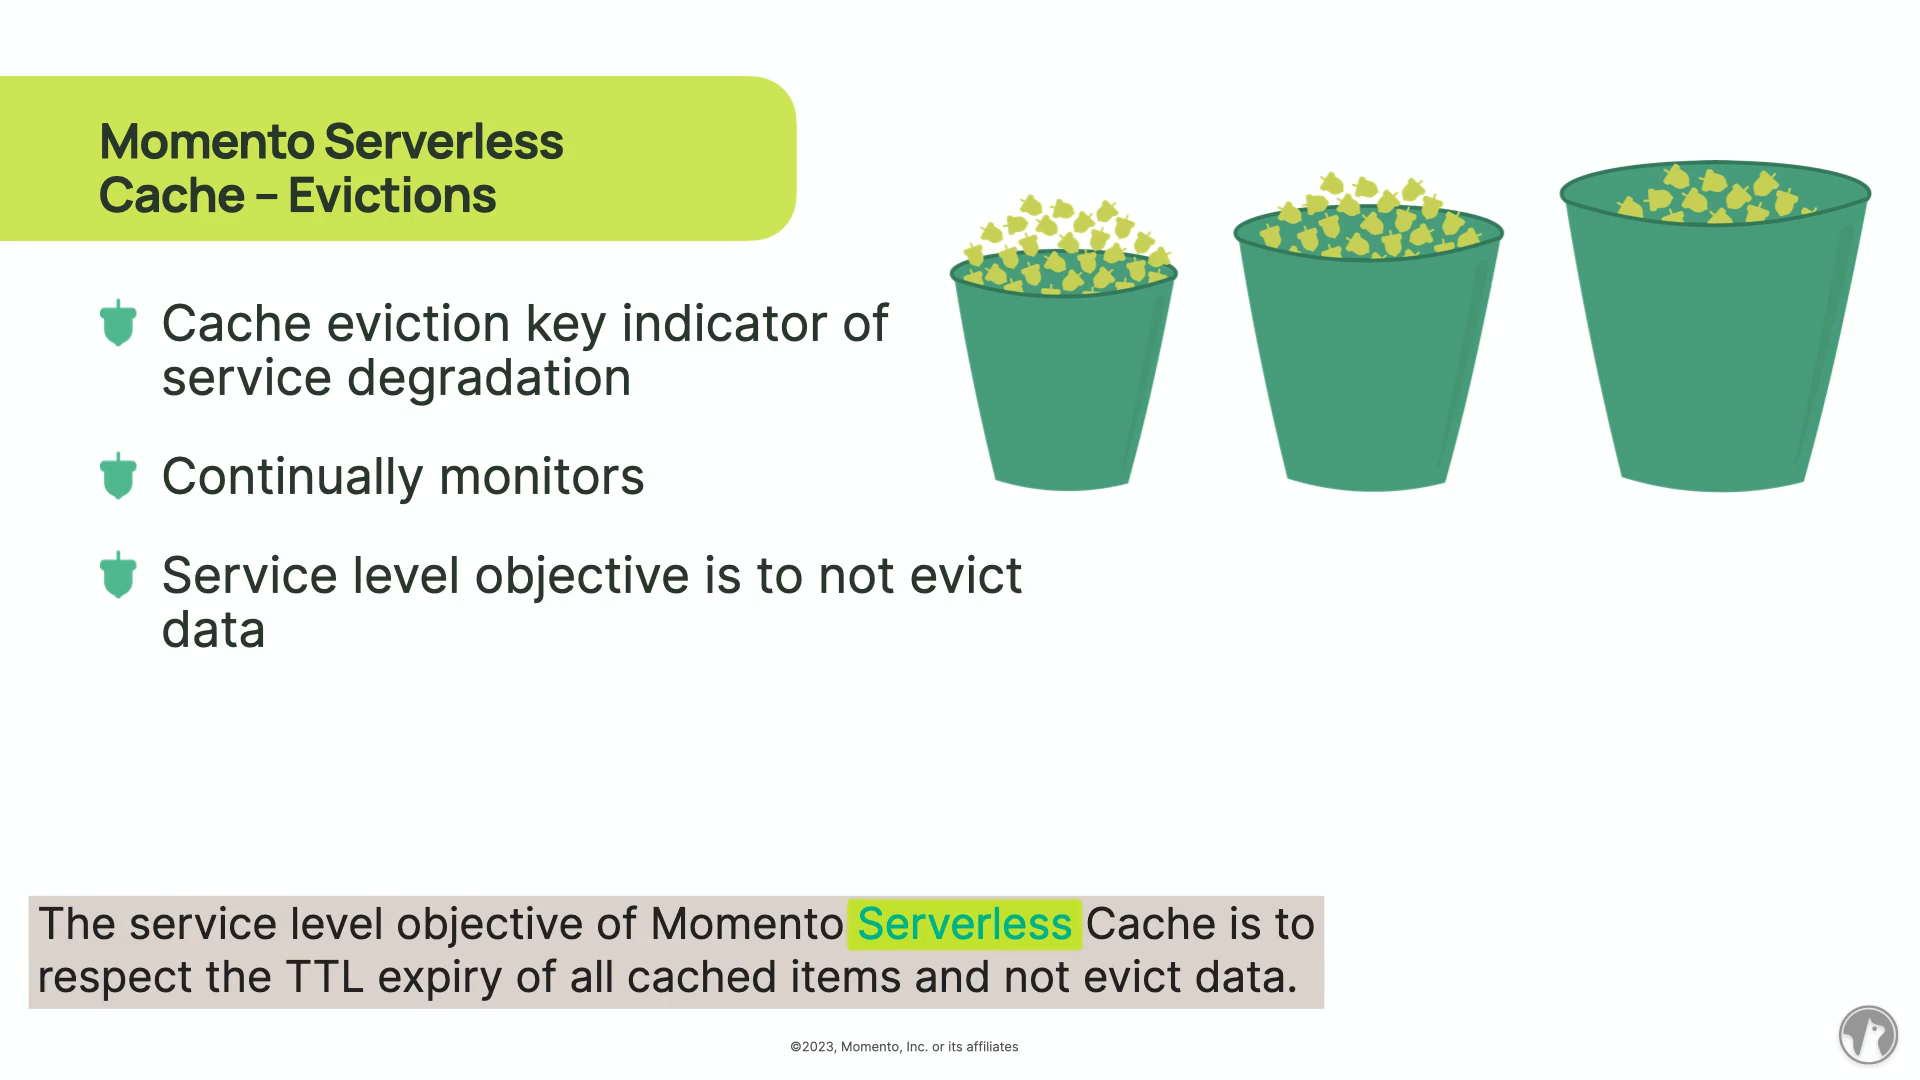 Momento Serverless
Cache – Evictions
Cache eviction key indicator of
service degradation
Continually monitors
Service level objective is to not evict
data
The service level objective of Momento Serverless Cache is to
respect the TTL expiry of all cached items and not evict data.
©2023, Momento, Inc. or its affiliates